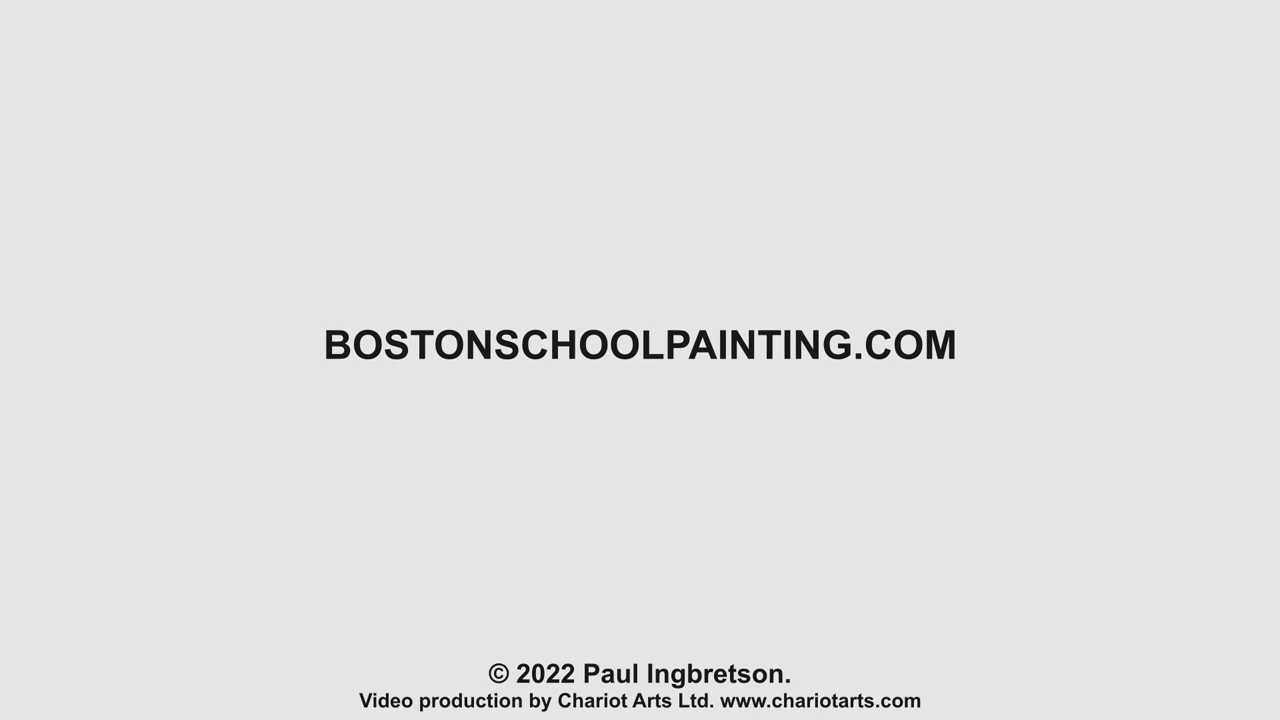 BOSTONSCHOOLPAINTING.COM
© 2022 Paul Ingbretson.
Video production by Chariot Arts Ltd. www.chariotarts.com